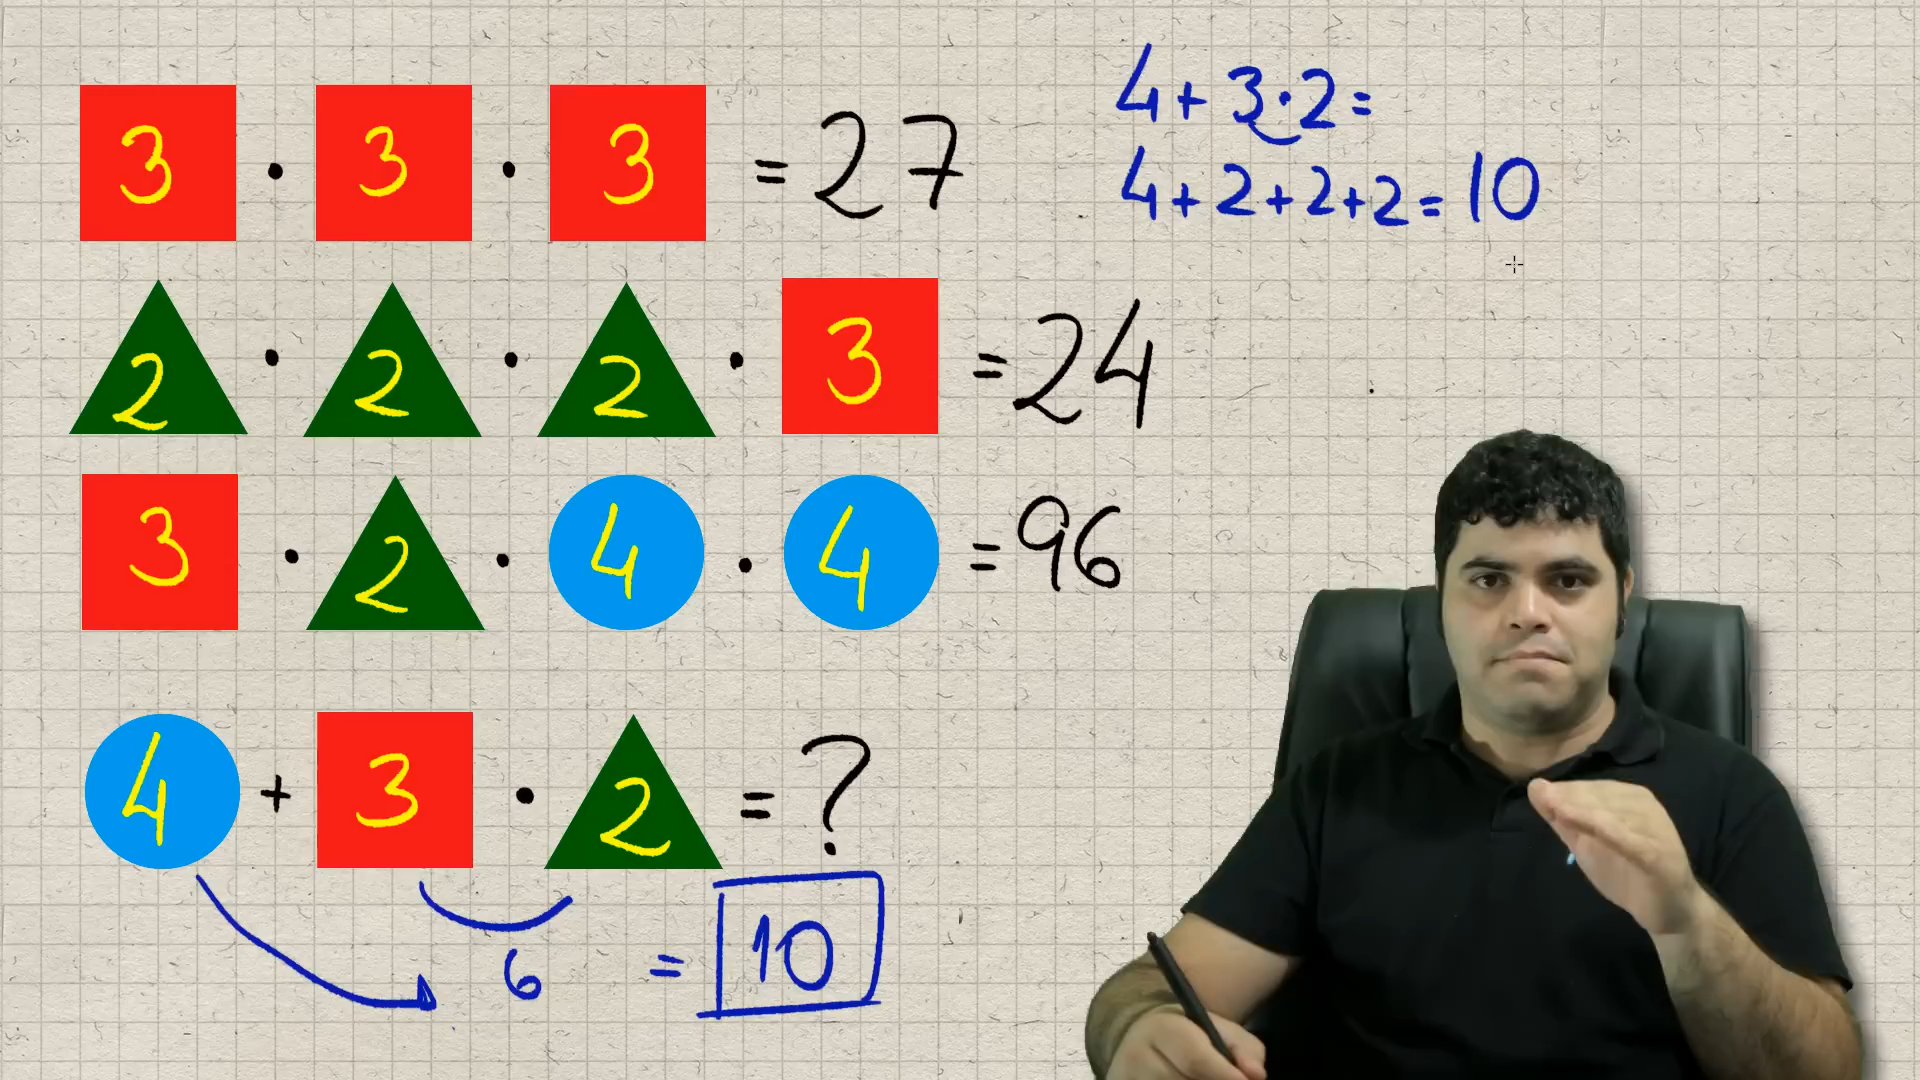 3 · 3 · 3 = 27
2 · 2 · 2 · 3 = 24
3 · 2 · 4 · 4 = 96
4 + 3 · 2 = ?
6 = 10
4 + 3 · 2 =
4 + 2 + 2 + 2 = 10